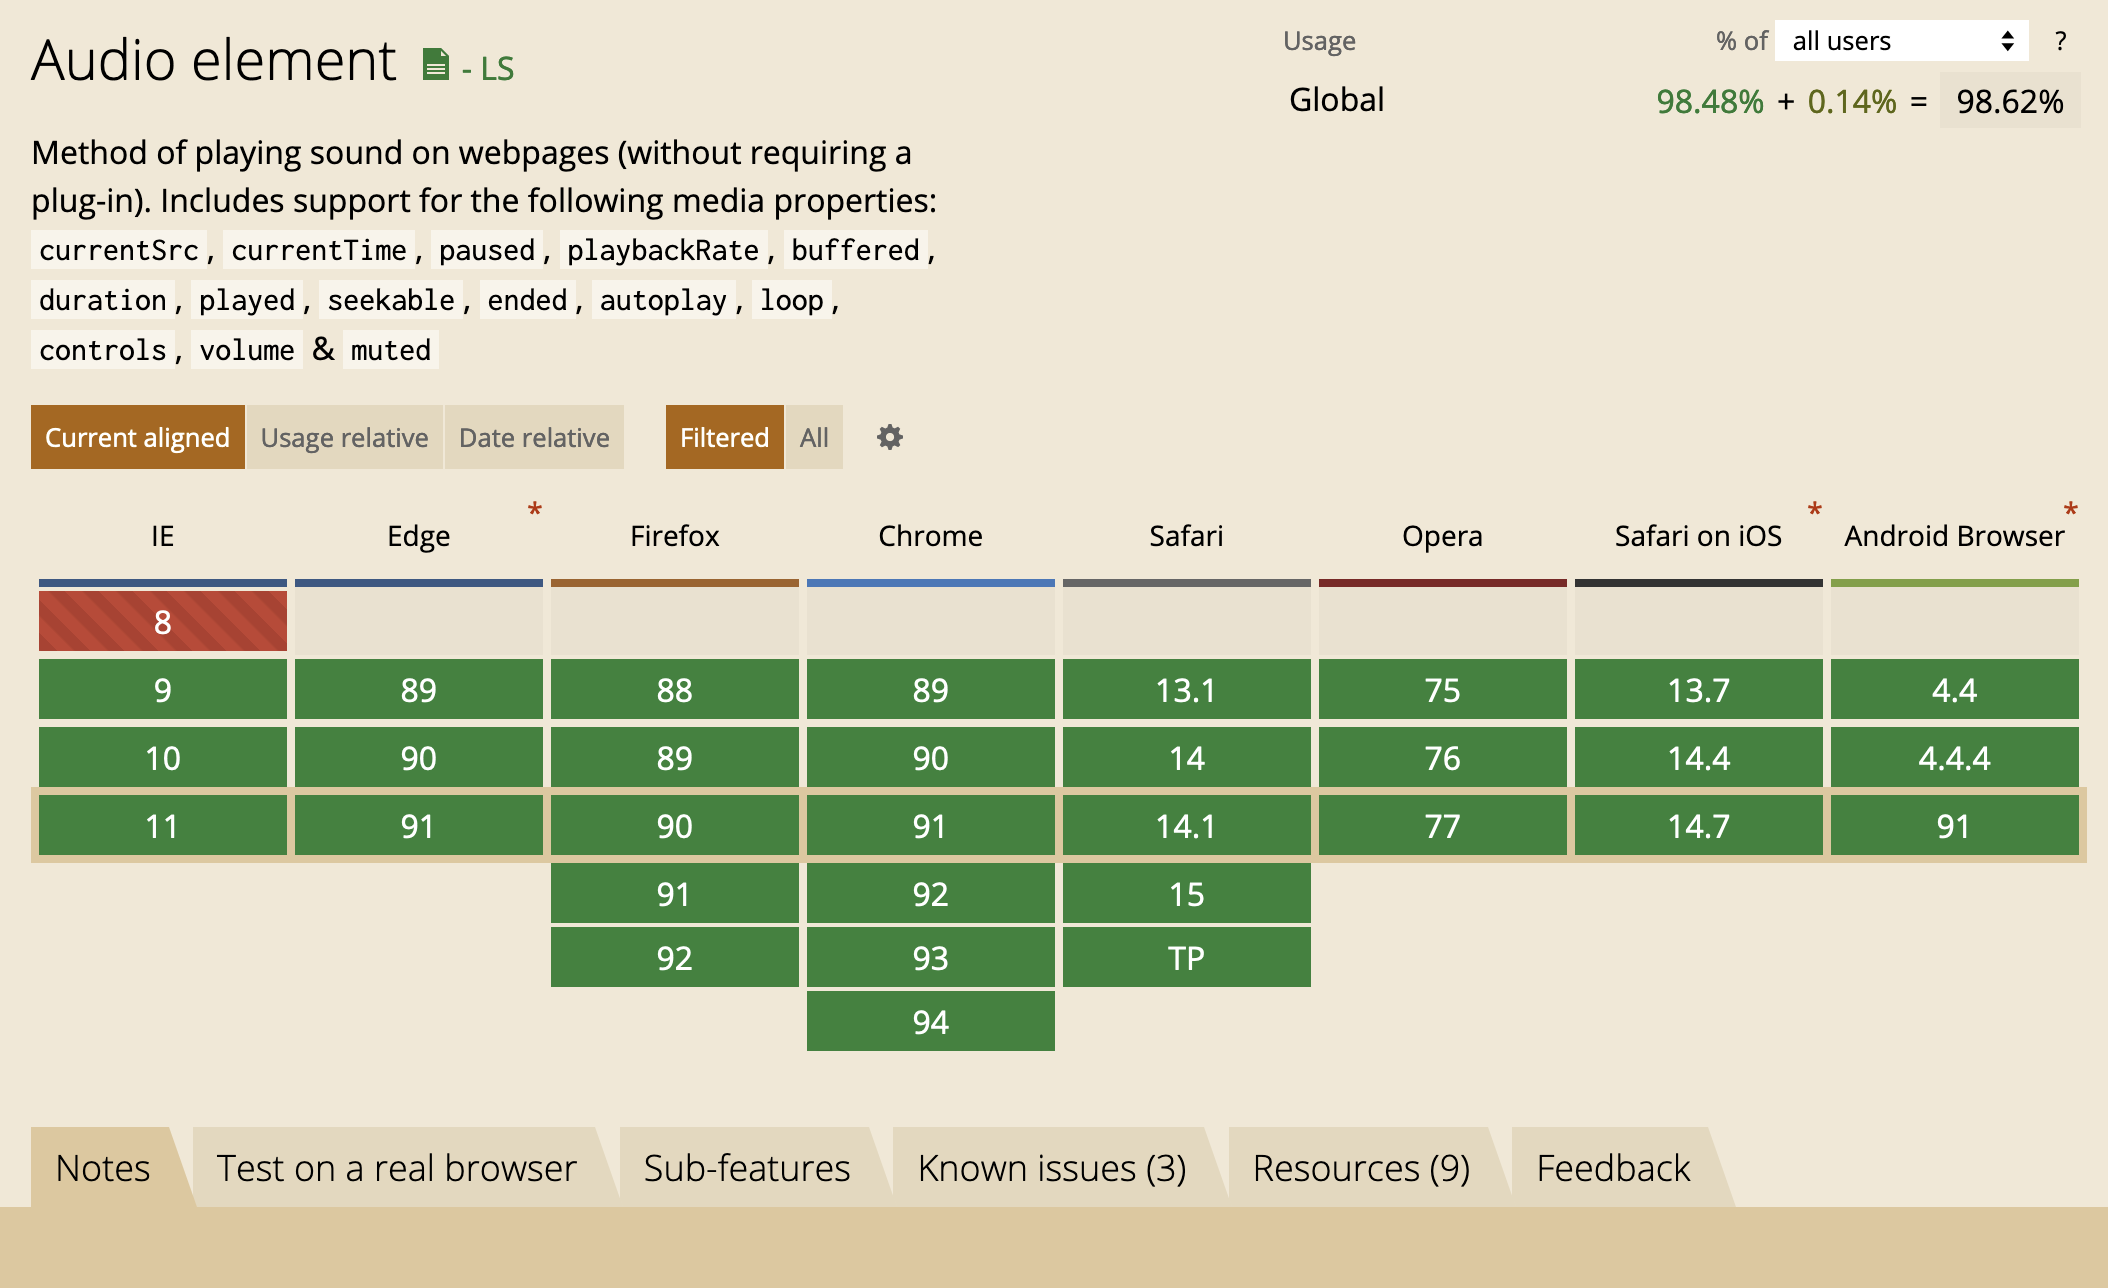 Audio element - LS
Usage % of all users ?
Global 98.48% + 0.14% = 98.62%
Method of playing sound on webpages (without requiring a
plug-in). Includes support for the following media properties:
currentSrc, currentTime, paused, playbackRate, buffered,
duration, played, seekable, ended, autoplay, loop,
controls, volume & muted
Current aligned Usage relative Date relative Filtered All
* * *
IE Edge Firefox Chrome Safari Opera Safari on iOS Android Browser
8
9 89 88 89 13.1 75 13.7 4.4
10 90 89 90 14 76 14.4 4.4.4
11 91 90 91 14.1 77 14.7 91
91 92 15
92 93 TP
94
Notes Test on a real browser Sub-features Known issues (3) Resources (9) Feedback